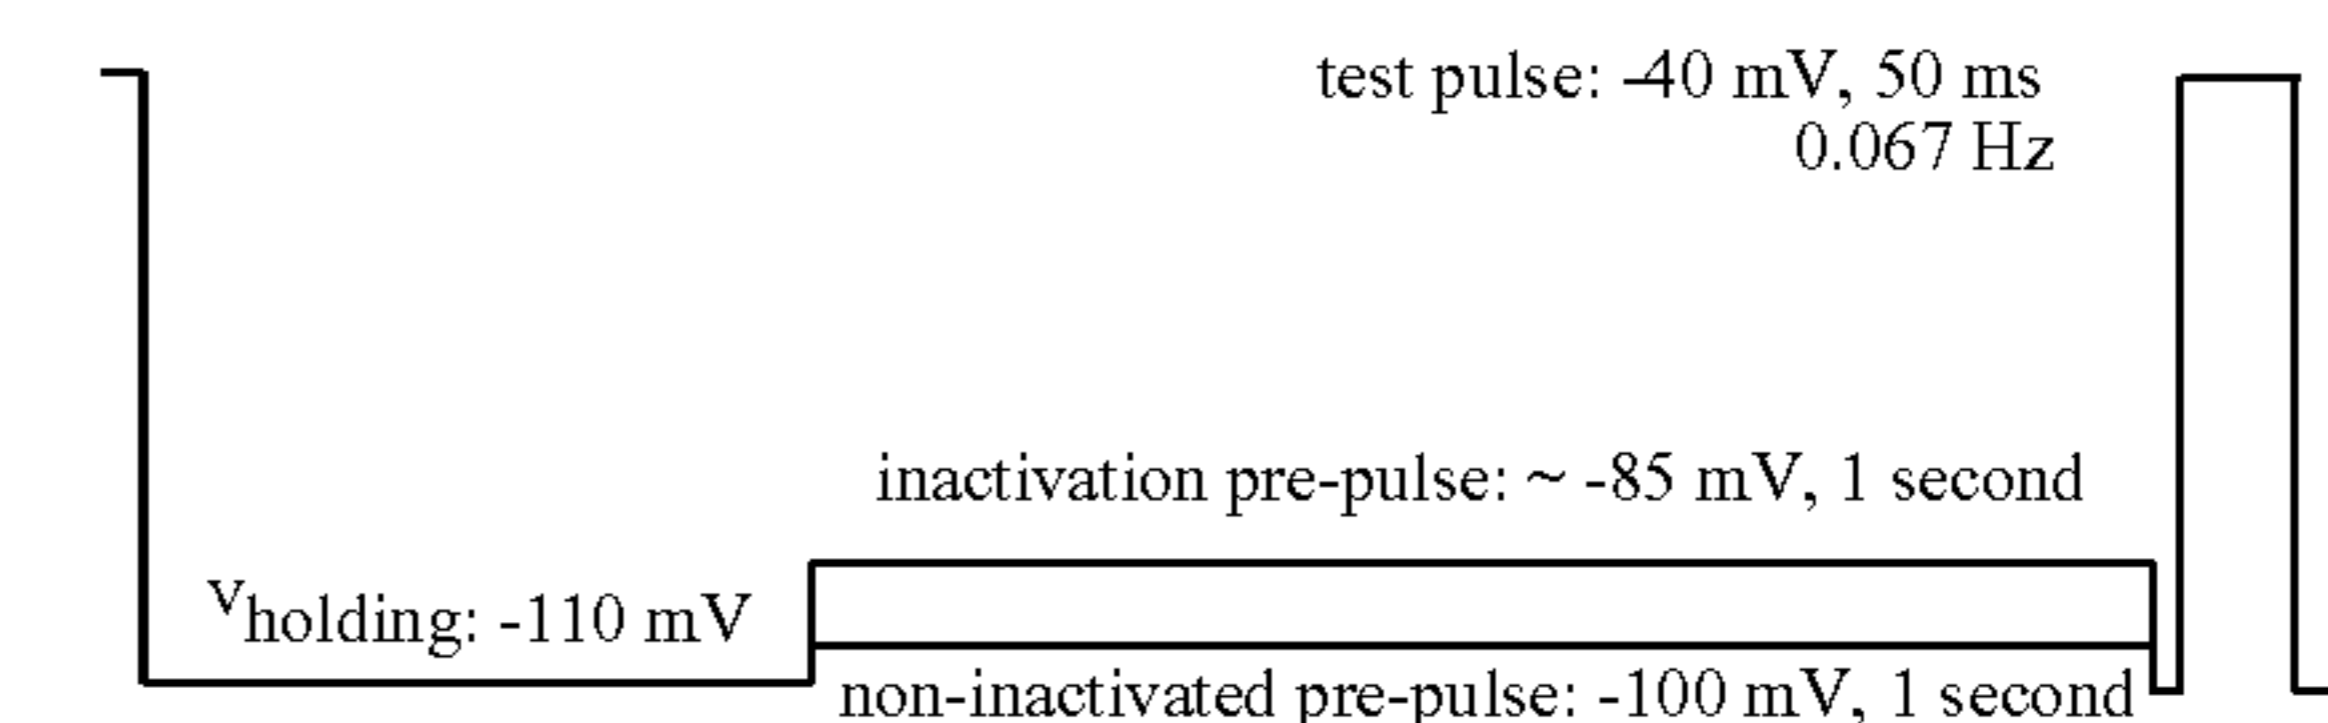 test pulse: -40 mV, 50 ms
0.067 Hz
inactivation pre-pulse: ~ -85 mV, 1 second
Vholding: -110 mV
non-inactivated pre-pulse: -100 mV, 1 second